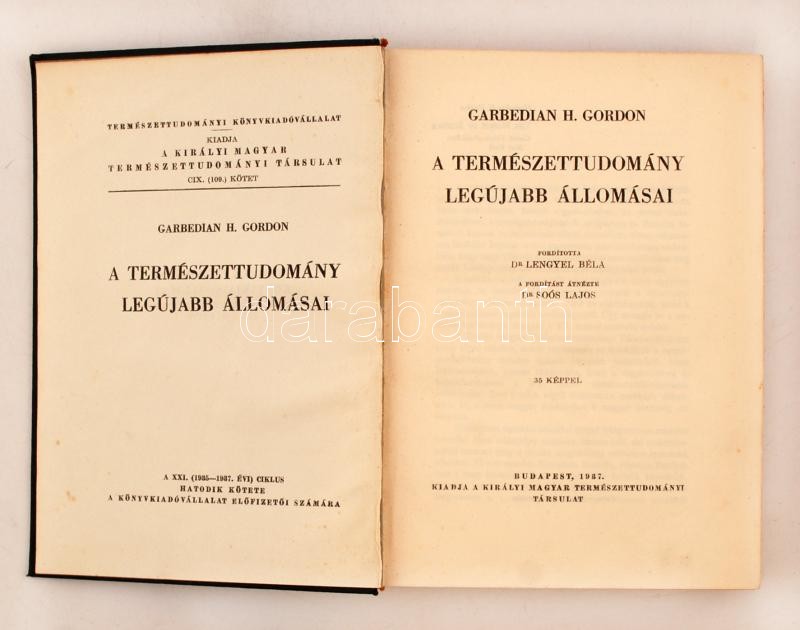 TERMÉSZETTUDOMÁNYI KÖNYVKIADÓVÁLLALAT
KIADJA
A KIRÁLYI MAGYAR
TERMÉSZETTUDOMÁNYI TÁRSULAT
CIX. (109.) KÖTET
GARBEDIAN H. GORDON
A TERMÉSZETTUDOMÁNY
LEGÚJABB ÁLLOMÁSAI
A XXI. (1935—1937. ÉVI) CIKLUS
HATODIK KÖTETE
A KÖNYVKIADÓVÁLLALAT ELŐFIZETŐI SZÁMÁRA
GARBEDIAN H. GORDON
A TERMÉSZETTUDOMÁNY
LEGÚJABB ÁLLOMÁSAI
FORDÍTOTTA
DR LENGYEL BÉLA
A FORDÍTÁST ÁTNÉZTE
DR SOÓS LAJOS
35 KÉPPEL
BUDAPEST, 1937.
KIADJA A KIRÁLYI MAGYAR TERMÉSZETTUDOMÁNYI
TÁRSULAT
darabanth.com